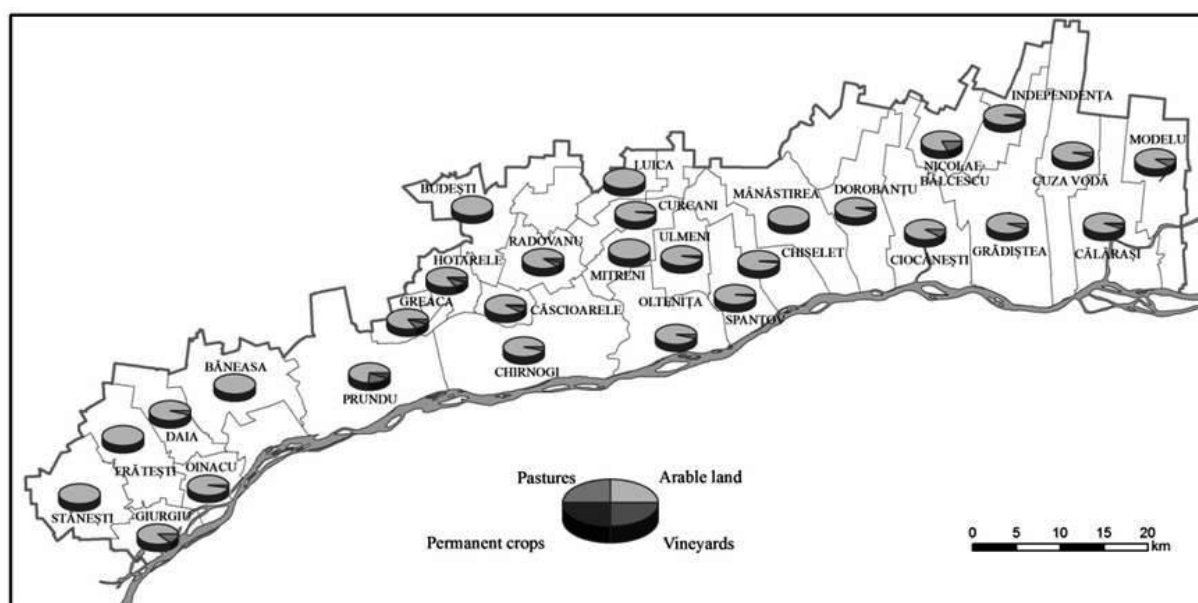 INDEPENDENȚA
MODELU
NICOLAE
BĂLCESCU
CUZA VODĂ
LUICA
BUDEȘTI
MÂNĂSTIREA
DOROBANȚU
CURCANI
RADOVANU
ULMENI
HOTARELE
MITRENI
CHISELET
CIOCĂNEȘTI
GRĂDIȘTEA
CĂLĂRAȘI
GREACA
CĂSCIOARELE
OLTENIȚA
SPANȚOV
CHIRNOGI
BĂNEASA
PRUNDU
DAIA
FRĂTEȘTI
OINACU
STĂNEȘTI
GIURGIU
Pastures
Arable land
Permanent crops
Vineyards
0 5 10 15 20
km